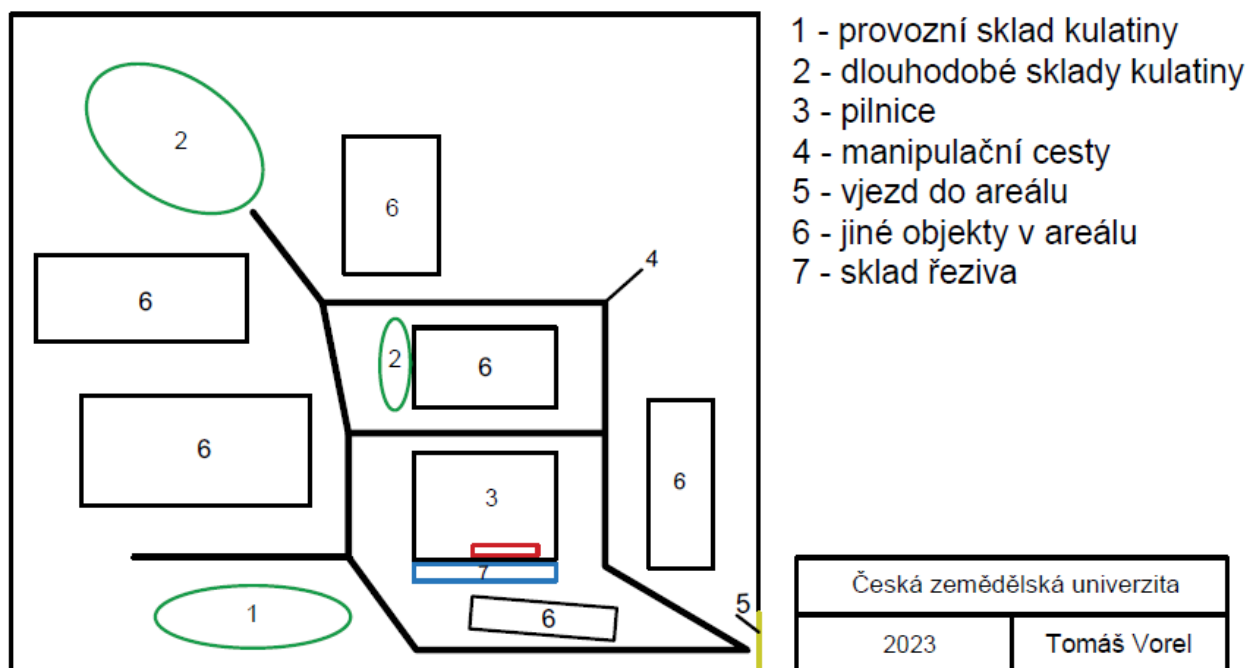 1 - provozní sklad kulatiny
2 - dlouhodobé sklady kulatiny
3 - pilnice
4 - manipulační cesty
5 - vjezd do areálu
6 - jiné objekty v areálu
7 - sklad řeziva
2
6
4
6
2
6
6
6
3
7
5
1
6
Česká zemědělská univerzita
2023 Tomáš Vorel